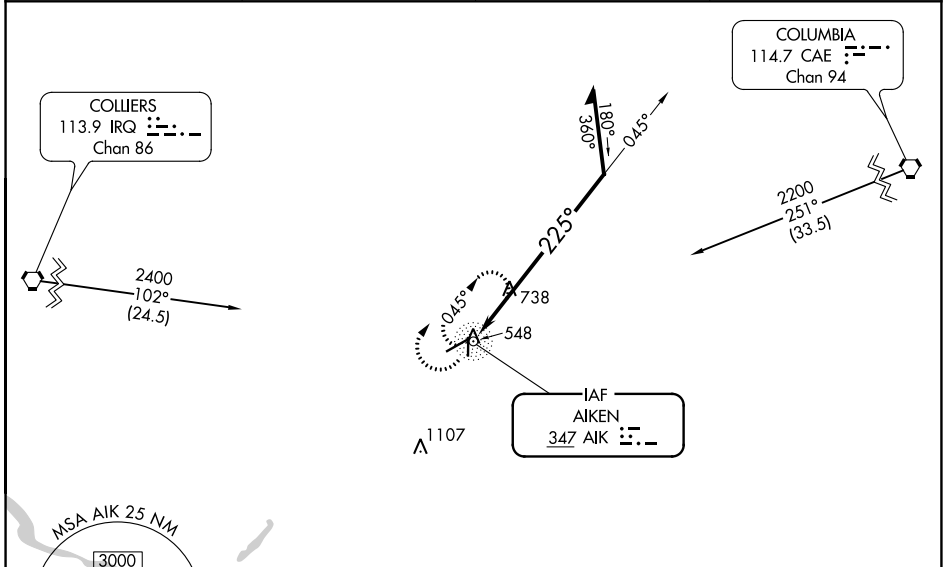 COLUMBIA
114.7 CAE
Chan 94
COLLIERS
113.9 IRQ
Chan 86
180°
360°
045°
2200
251°
(33.5)
225°
2400
102°
(24.5)
045°
738
548
IAF
AIKEN
347 AIK
1107
MSA AIK 25 NM
3000